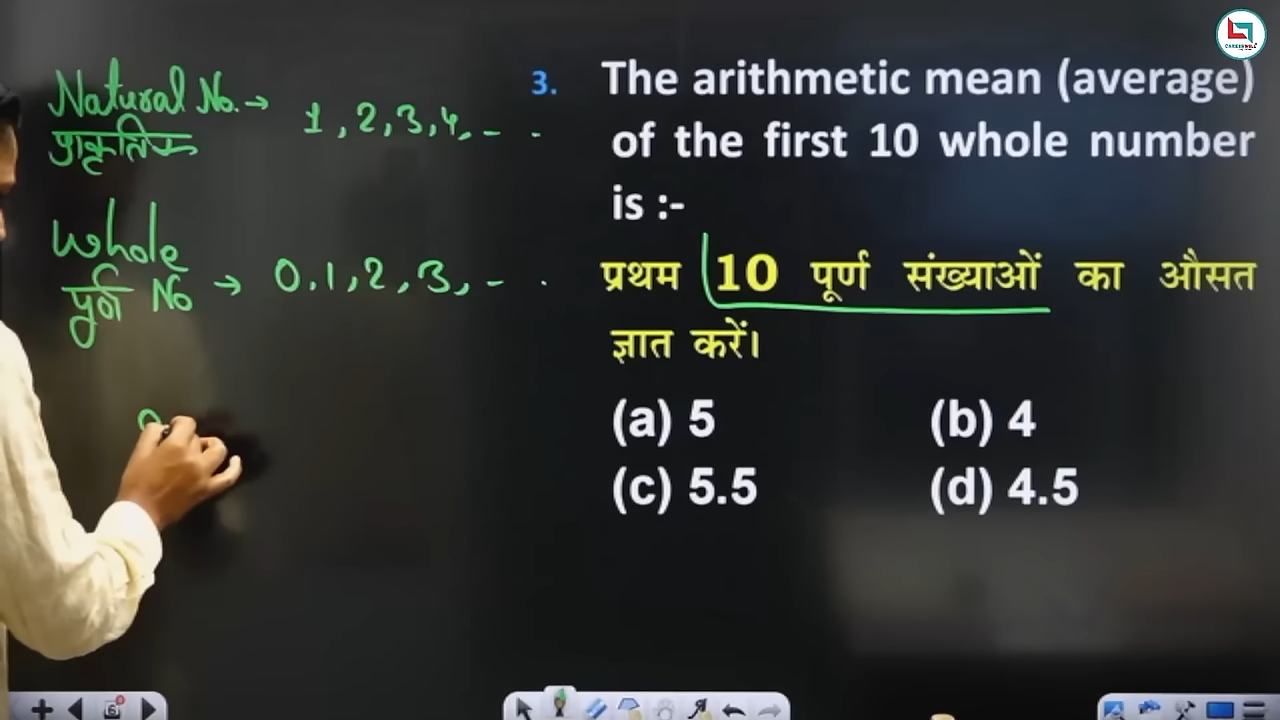 Natural No. → 1, 2, 3, 4, - -
प्राकृतिक
Whole
पुर्ण No → 0, 1, 2, 3, - .
3. The arithmetic mean (average)
of the first 10 whole number
is :-
प्रथम 10 पूर्ण संख्याओं का औसत
ज्ञात करें।
(a) 5 (b) 4
(c) 5.5 (d) 4.5